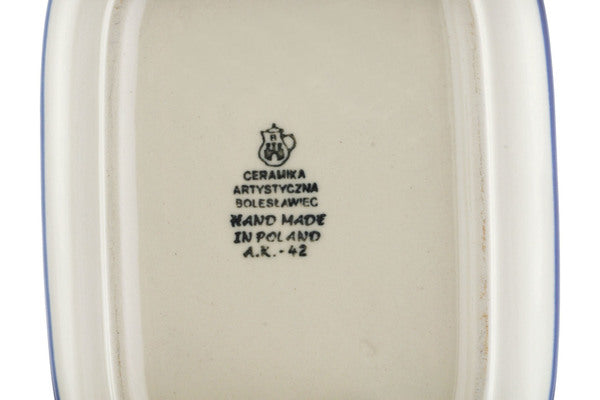 CERAMIKA
ARTYSTYCZNA
BOLESŁAWIEC
HAND MADE
IN POLAND
A.K.-42